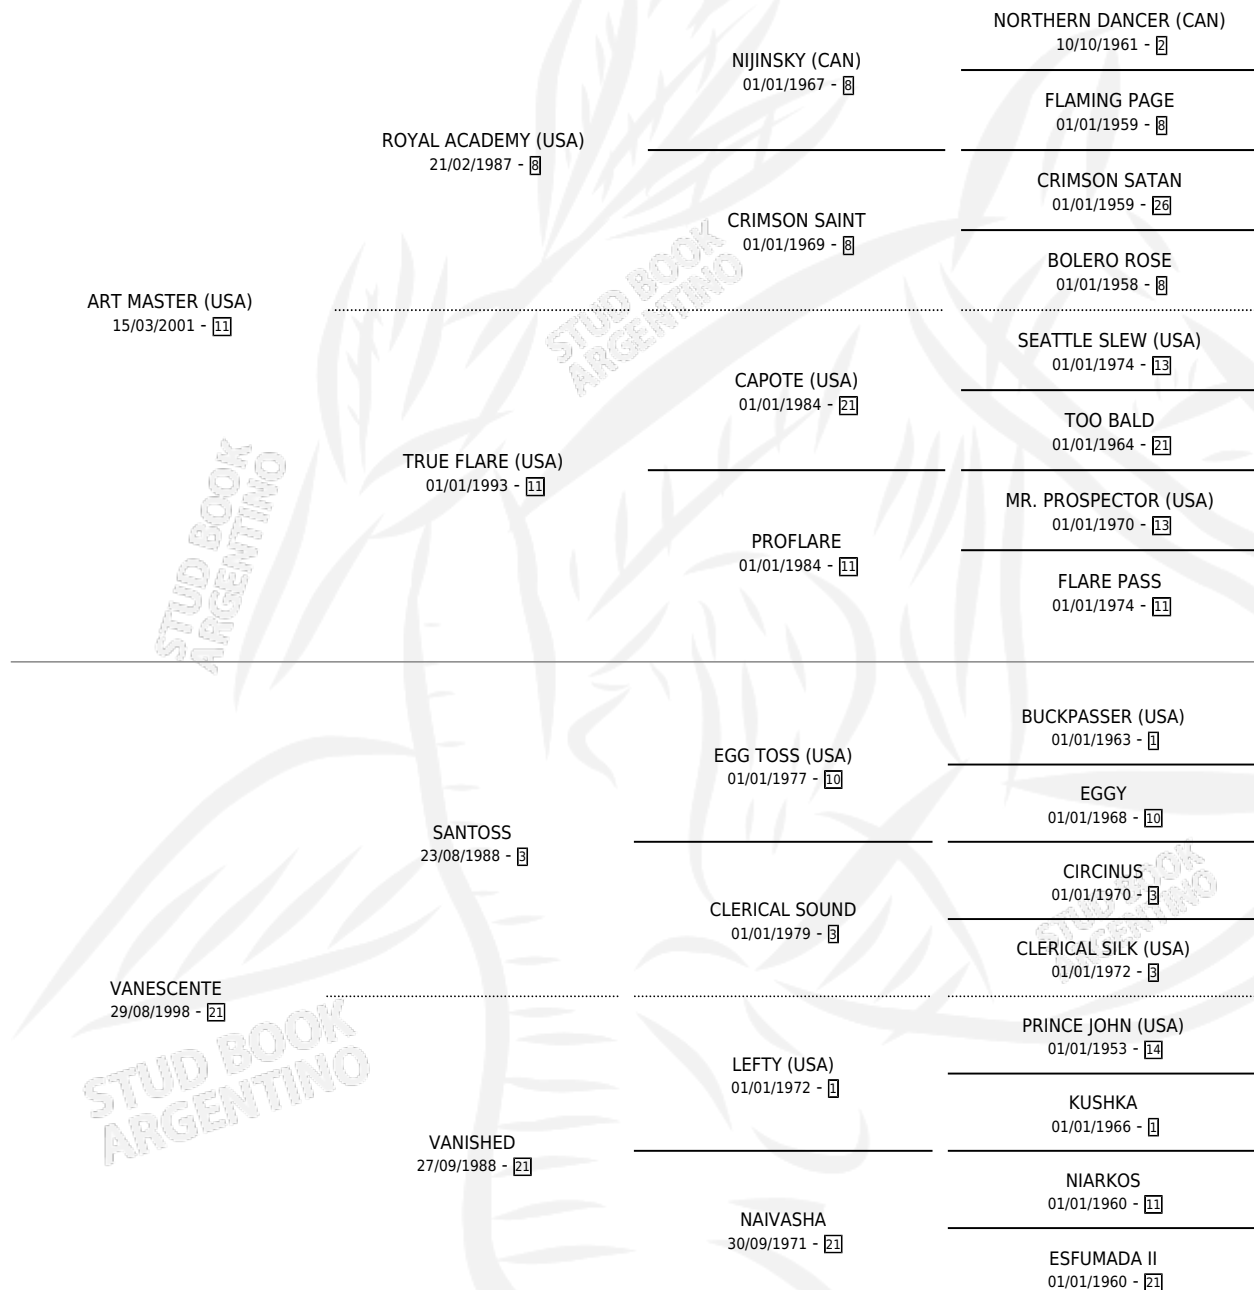 NORTHERN DANCER (CAN)
10/10/1961 - 2
NIJINSKY (CAN)
01/01/1967 - 8
FLAMING PAGE
01/01/1959 - 8
ROYAL ACADEMY (USA)
21/02/1987 - 8
CRIMSON SATAN
01/01/1959 - 26
CRIMSON SAINT
01/01/1969 - 8
BOLERO ROSE
01/01/1958 - 8
ART MASTER (USA)
15/03/2001 - 11
SEATTLE SLEW (USA)
01/01/1974 - 13
CAPOTE (USA)
01/01/1984 - 21
TOO BALD
01/01/1964 - 21
TRUE FLARE (USA)
01/01/1993 - 11
MR. PROSPECTOR (USA)
01/01/1970 - 13
PROFLARE
01/01/1984 - 11
FLARE PASS
01/01/1974 - 11
BUCKPASSER (USA)
01/01/1963 - 1
EGG TOSS (USA)
01/01/1977 - 10
EGGY
01/01/1968 - 10
SANTOSS
23/08/1988 - 3
CIRCINUS
01/01/1970 - 3
CLERICAL SOUND
01/01/1979 - 3
CLERICAL SILK (USA)
01/01/1972 - 3
VANESCENTE
29/08/1998 - 21
PRINCE JOHN (USA)
01/01/1953 - 14
LEFTY (USA)
01/01/1972 - 1
KUSHKA
01/01/1966 - 1
VANISHED
27/09/1988 - 21
NIARKOS
01/01/1960 - 11
NAIVASHA
30/09/1971 - 21
ESFUMADA II
01/01/1960 - 21
STUD BOOK
ARGENTINO
STUD BOOK
ARGENTINO
STUD BOOK
ARGENTINO
STUD BOOK
ARGENTINO